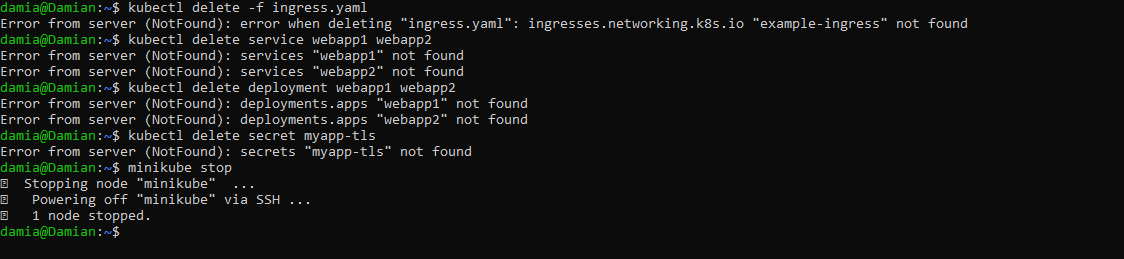 damia@Damian:~$ kubectl delete -f ingress.yaml
Error from server (NotFound): error when deleting "ingress.yaml": ingresses.networking.k8s.io "example-ingress" not found
damia@Damian:~$ kubectl delete service webapp1 webapp2
Error from server (NotFound): services "webapp1" not found
Error from server (NotFound): services "webapp2" not found
damia@Damian:~$ kubectl delete deployment webapp1 webapp2
Error from server (NotFound): deployments.apps "webapp1" not found
Error from server (NotFound): deployments.apps "webapp2" not found
damia@Damian:~$ kubectl delete secret myapp-tls
Error from server (NotFound): secrets "myapp-tls" not found
damia@Damian:~$ minikube stop
Stopping node "minikube"  ...
Powering off "minikube" via SSH ...
1 node stopped.
damia@Damian:~$